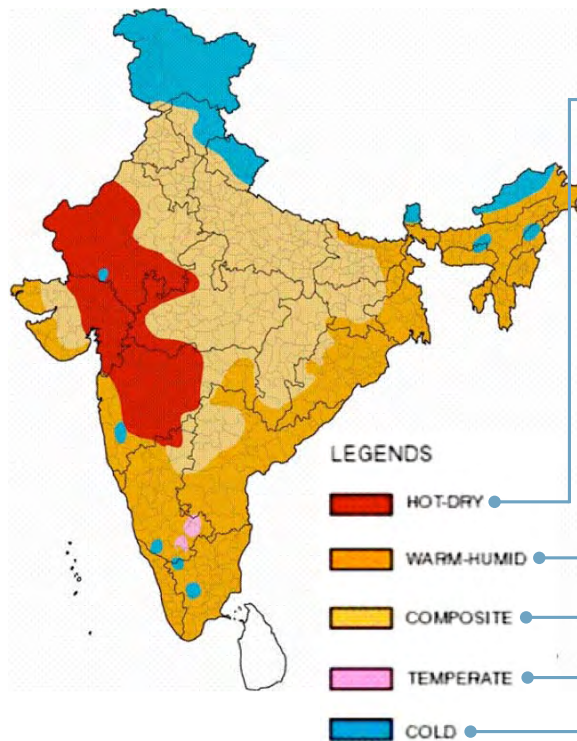 LEGENDS
HOT-DRY
WARM-HUMID
COMPOSITE
TEMPERATE
COLD